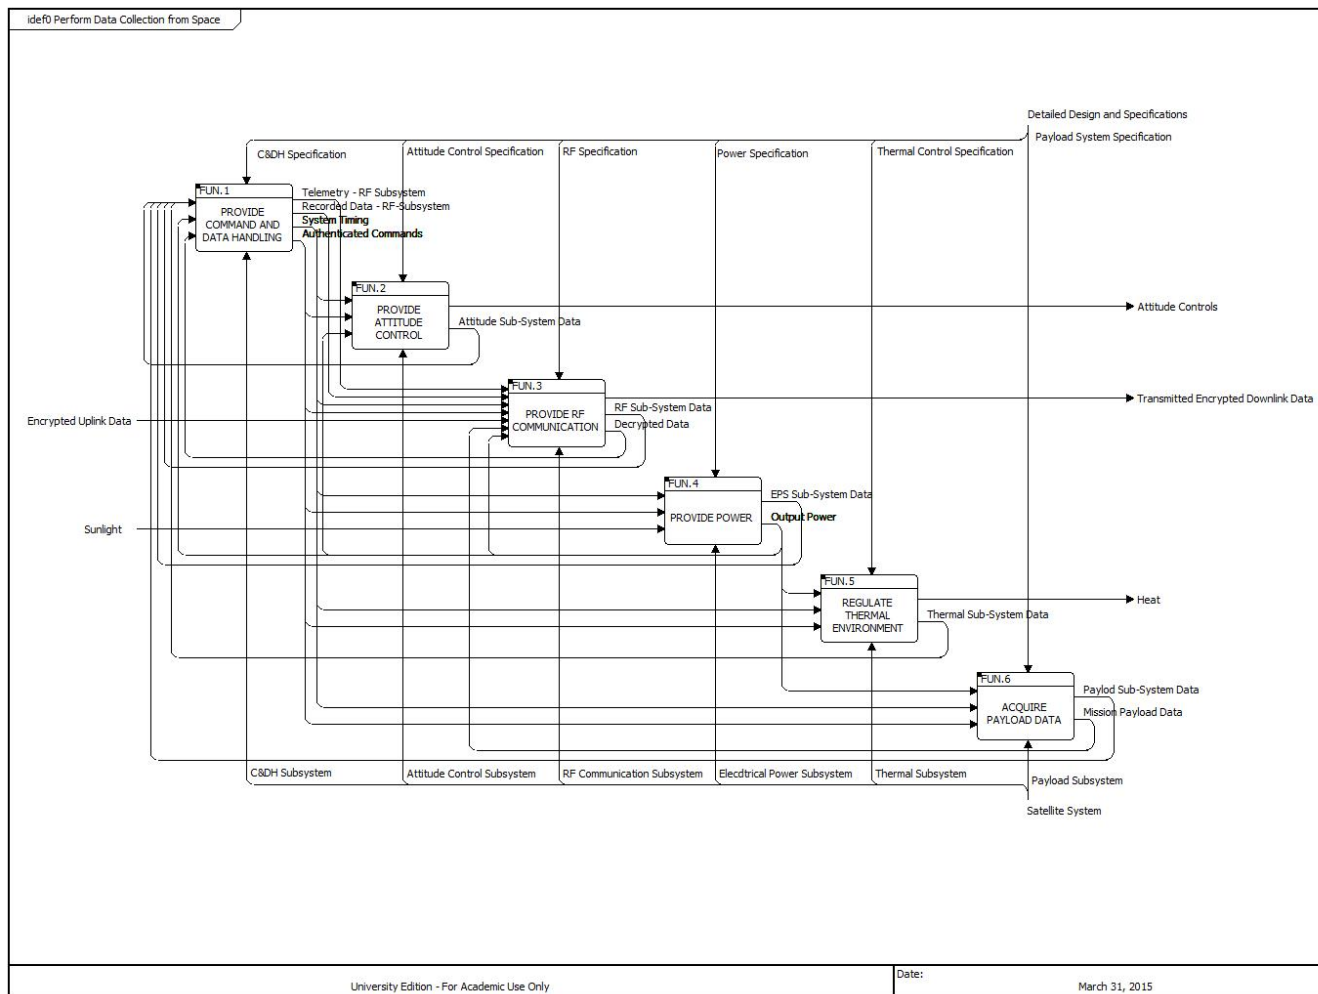 idef0 Perform Data Collection from Space
Detailed Design and Specifications
Payload System Specification
C&DH Specification
Attitude Control Specification
RF Specification
Power Specification
Thermal Control Specification
FUN.1
PROVIDE
COMMAND AND
DATA HANDLING
Telemetry - RF Subsystem
Recorded Data - RF-Subsystem
System Timing
Authenticated Commands
FUN.2
PROVIDE
ATTITUDE
CONTROL
Attitude Sub-System Data
Attitude Controls
FUN.3
PROVIDE RF
COMMUNICATION
RF Sub-System Data
Decrypted Data
Transmitted Encrypted Downlink Data
Encrypted Uplink Data
FUN.4
PROVIDE POWER
EPS Sub-System Data
Output Power
Sunlight
FUN.5
REGULATE
THERMAL
ENVIRONMENT
Thermal Sub-System Data
Heat
FUN.6
ACQUIRE
PAYLOAD DATA
Paylod Sub-System Data
Mission Payload Data
C&DH Subsystem
Attitude Control Subsystem
RF Communication Subsystem
Elecdtrical Power Subsystem
Thermal Subsystem
Payload Subsystem
Satellite System
University Edition - For Academic Use Only
Date:
March 31, 2015